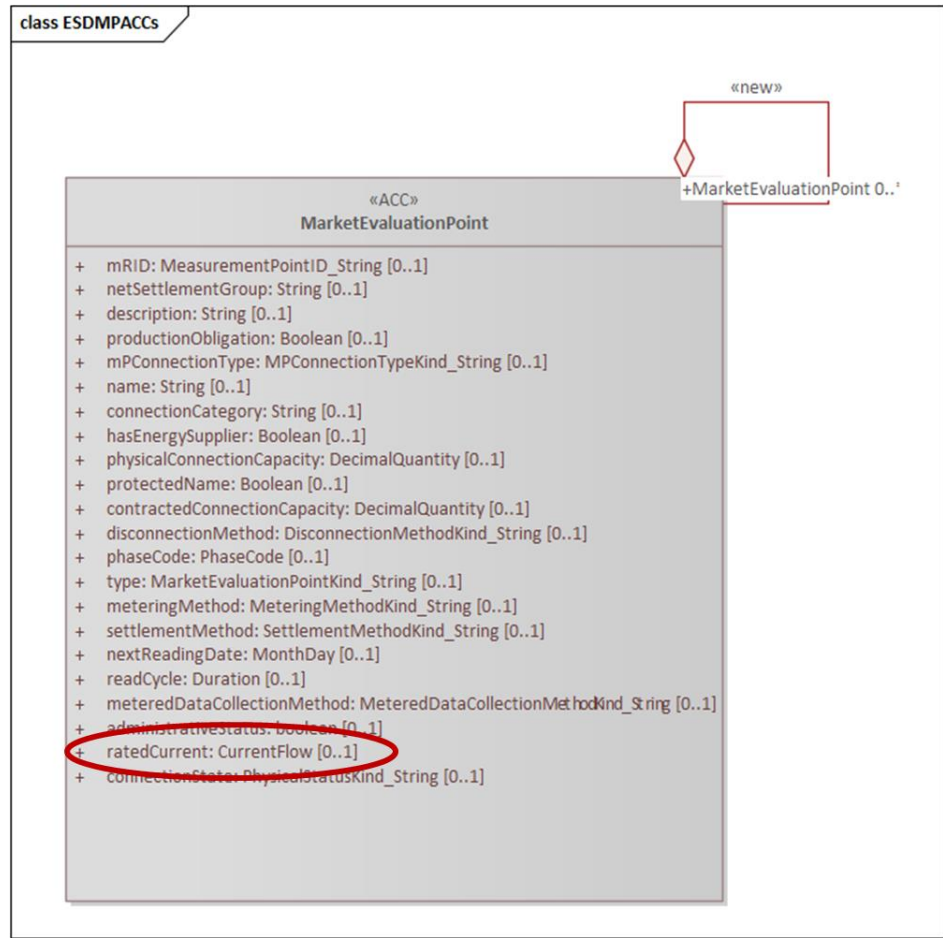 class ESDMPACCs
«new»
+MarketEvaluationPoint 0..*
«ACC»
MarketEvaluationPoint
+ mRID: MeasurementPointID_String [0..1]
+ netSettlementGroup: String [0..1]
+ description: String [0..1]
+ productionObligation: Boolean [0..1]
+ mPConnectionType: MPConnectionTypeKind_String [0..1]
+ name: String [0..1]
+ connectionCategory: String [0..1]
+ hasEnergySupplier: Boolean [0..1]
+ physicalConnectionCapacity: DecimalQuantity [0..1]
+ protectedName: Boolean [0..1]
+ contractedConnectionCapacity: DecimalQuantity [0..1]
+ disconnectionMethod: DisconnectionMethodKind_String [0..1]
+ phaseCode: PhaseCode [0..1]
+ type: MarketEvaluationPointKind_String [0..1]
+ meteringMethod: MeteringMethodKind_String [0..1]
+ settlementMethod: SettlementMethodKind_String [0..1]
+ nextReadingDate: MonthDay [0..1]
+ readCycle: Duration [0..1]
+ meteredDataCollectionMethod: MeteredDataCollectionMethodKind_String [0..1]
+ administrativeStatus: boolean [0..1]
+ ratedCurrent: CurrentFlow [0..1]
+ connectionState: PhysicalStatusKind_String [0..1]